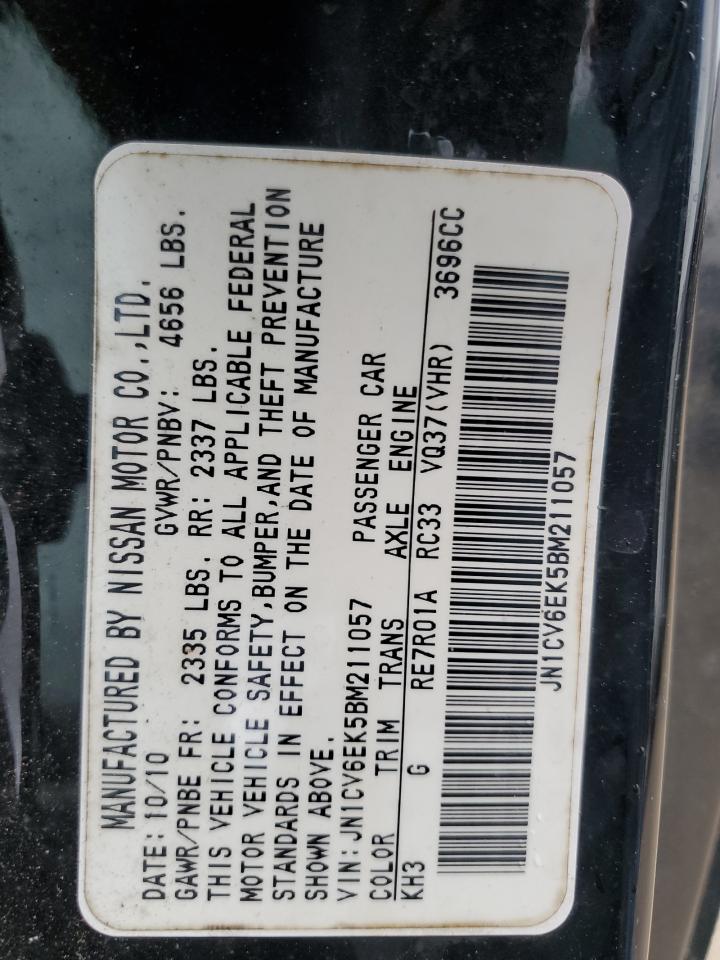 MANUFACTURED BY NISSAN MOTOR CO.,LTD.
DATE: 10/10 GVWR/PNBV: 4656 LBS.
GAWR/PNBE FR: 2335 LBS. RR: 2337 LBS.
THIS VEHICLE CONFORMS TO ALL APPLICABLE FEDERAL
MOTOR VEHICLE SAFETY,BUMPER,AND THEFT PREVENTION
STANDARDS IN EFFECT ON THE DATE OF MANUFACTURE
SHOWN ABOVE.
VIN: JN1CV6EK5BM211057 PASSENGER CAR
COLOR TRIM TRANS AXLE ENGINE
KH3 G RE7R01A RC33 VQ37(VHR) 3696CC
JN1CV6EK5BM211057